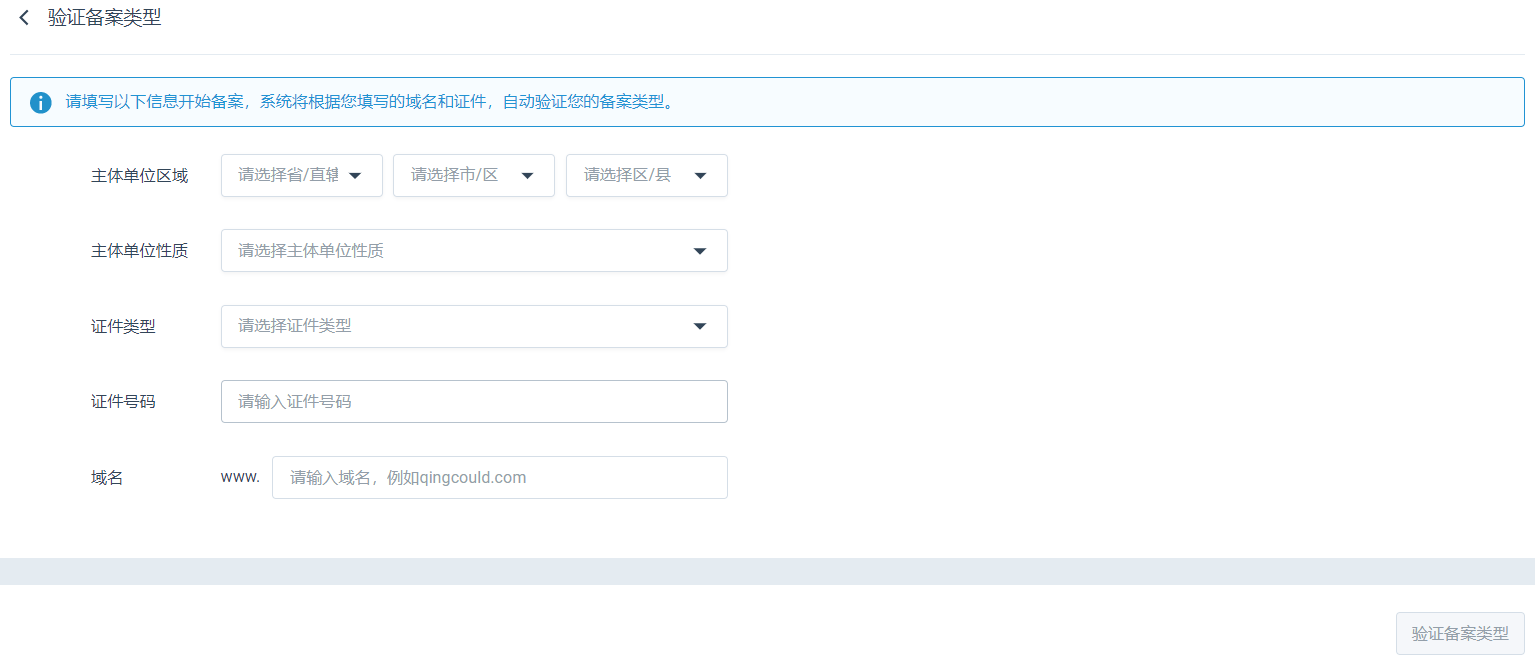 验证备案类型
请填写以下信息开始备案，系统将根据您填写的域名和证件，自动验证您的备案类型。
主体单位区域 请选择省/直辖 请选择市/区 请选择区/县
主体单位性质 请选择主体单位性质
证件类型 请选择证件类型
证件号码 请输入证件号码
域名 www. 请输入域名，例如qingcould.com
验证备案类型